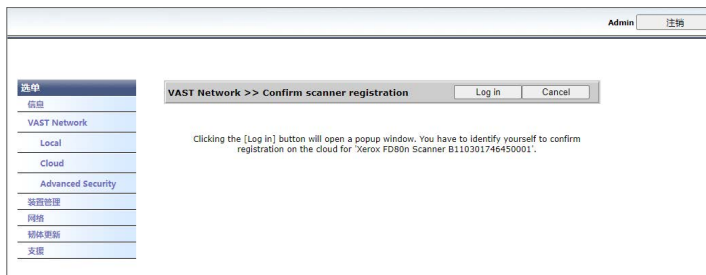 Admin 注销
选单
信息
VAST Network
Local
Cloud
Advanced Security
装置管理
网络
韧体更新
支援
VAST Network >> Confirm scanner registration Log in Cancel
Clicking the [Log in] button will open a popup window. You have to identify yourself to confirm
registration on the cloud for 'Xerox FD80n Scanner B110301746450001'.